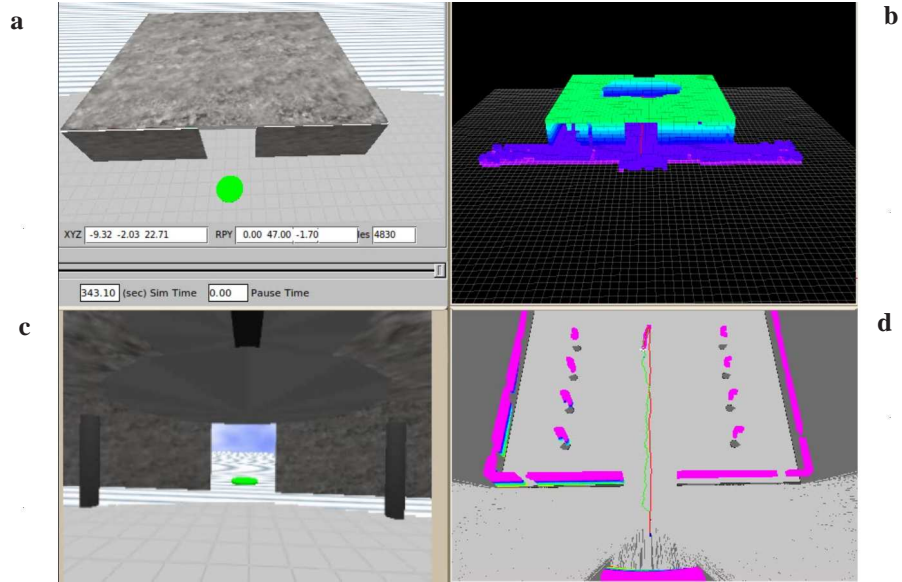 a
b
XYZ -9.32 -2.03 22.71 RPY 0.00 47.00 -1.70 les 4830
343.10 (sec) Sim Time 0.00 Pause Time
c
d